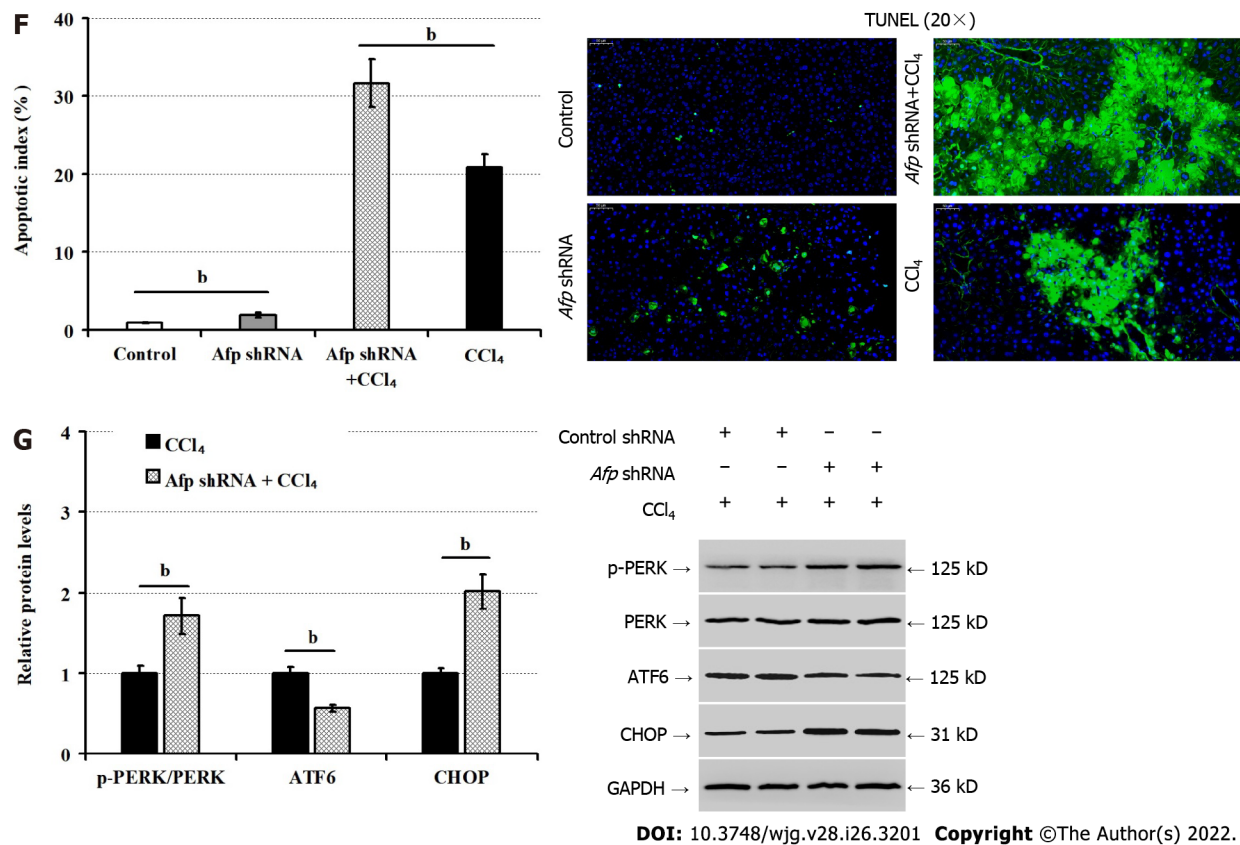 F
Apoptotic index (%)
40
30
20
10
0
b
b
Control
Afp shRNA
Afp shRNA
+CCl₄
CCl₄
TUNEL (20×)
Control
Afp shRNA
Afp shRNA+CCl₄
CCl₄
G
Relative protein levels
4
3
2
1
0
CCl₄
Afp shRNA + CCl₄
b
b
b
p-PERK/PERK
ATF6
CHOP
Control shRNA + + – –
Afp shRNA – – + +
CCl₄ + + + +
p-PERK → ← 125 kD
PERK → ← 125 kD
ATF6 → ← 125 kD
CHOP → ← 31 kD
GAPDH → ← 36 kD
DOI: 10.3748/wjg.v28.i26.3201 Copyright ©The Author(s) 2022.